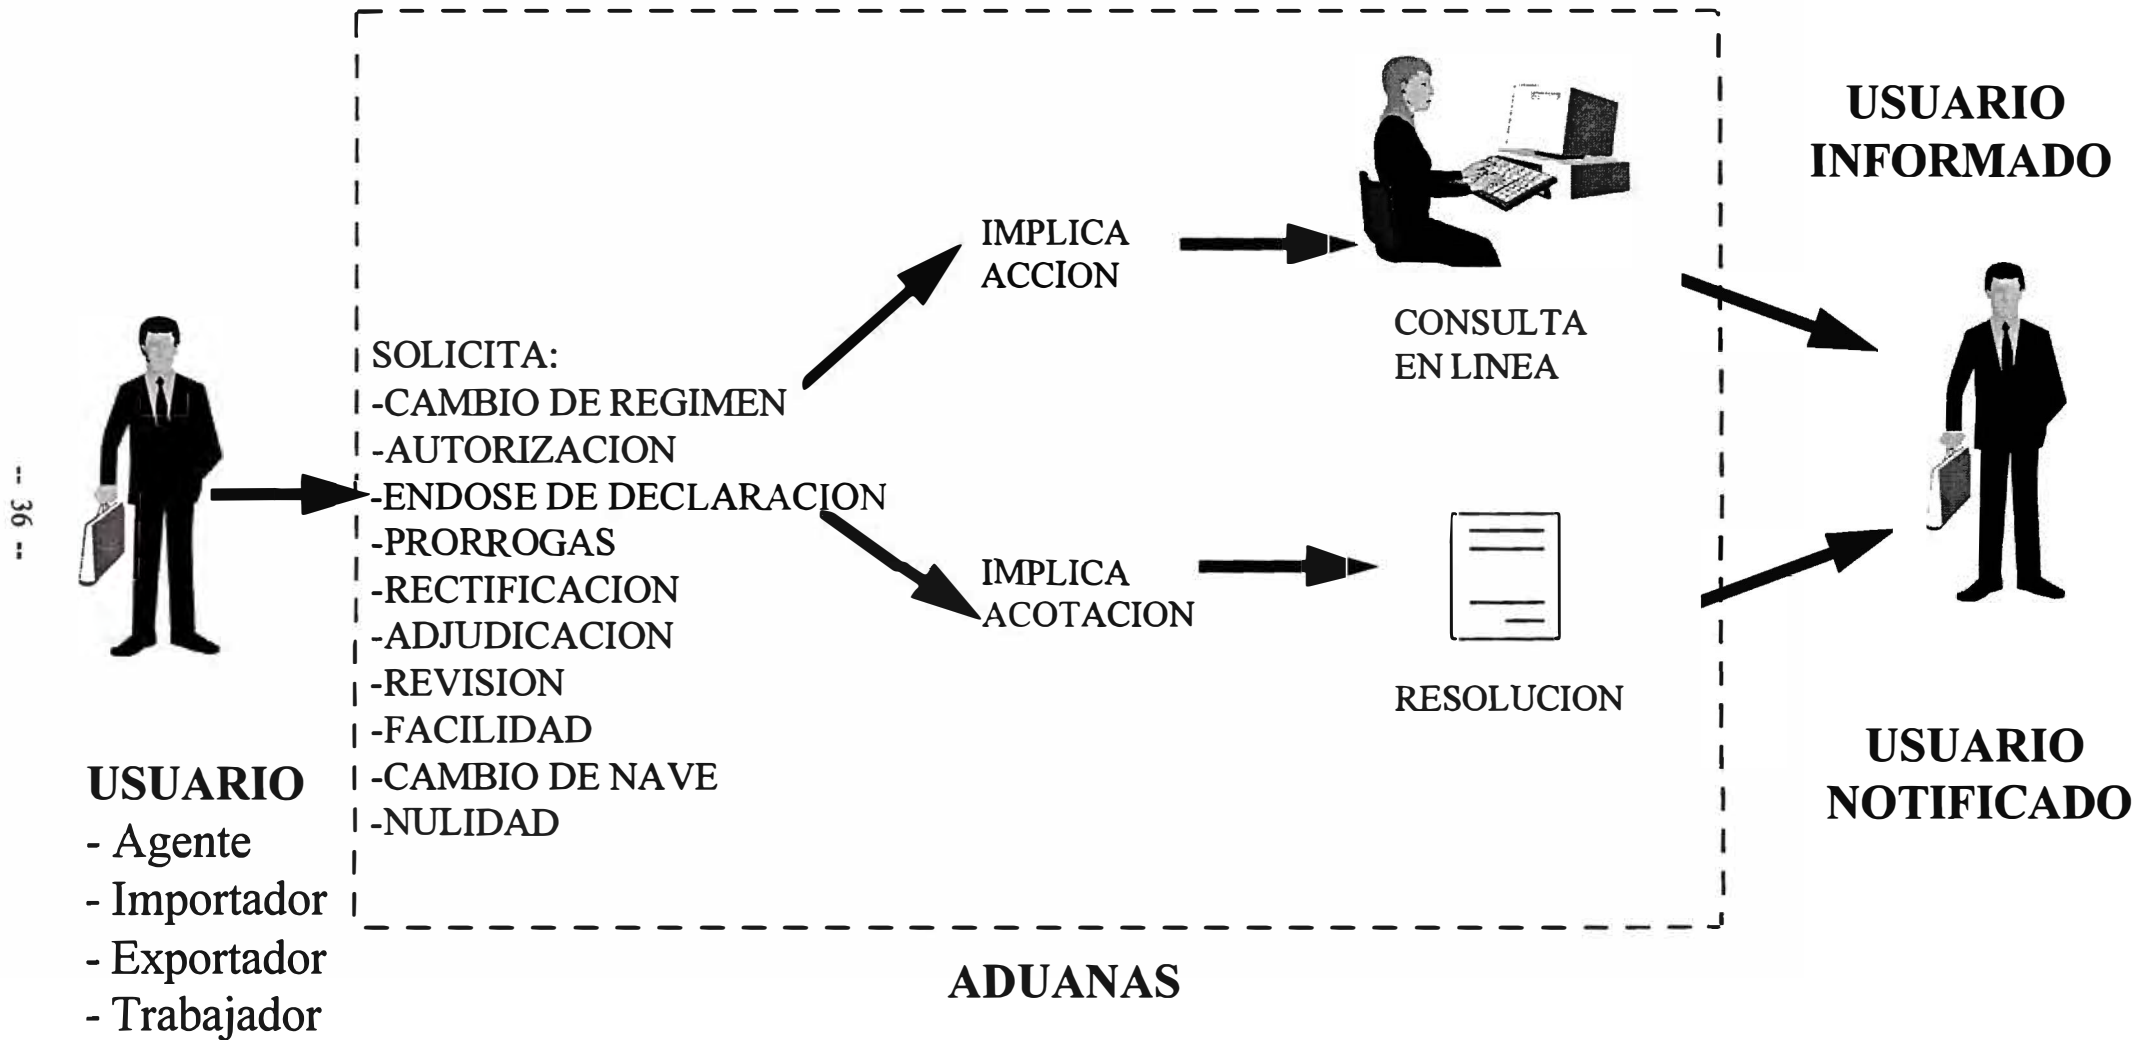 -- 36 --
USUARIO
- Agente
- Importador
- Exportador
- Trabajador
SOLICITA:
-CAMBIO DE REGIMEN
-AUTORIZACION
-ENDOSE DE DECLARACION
-PRORROGAS
-RECTIFICACION
-ADJUDICACION
-REVISION
-FACILIDAD
-CAMBIO DE NAVE
-NULIDAD
IMPLICA
ACCION
CONSULTA
EN LINEA
IMPLICA
ACOTACION
RESOLUCION
USUARIO
INFORMADO
USUARIO
NOTIFICADO
ADUANAS